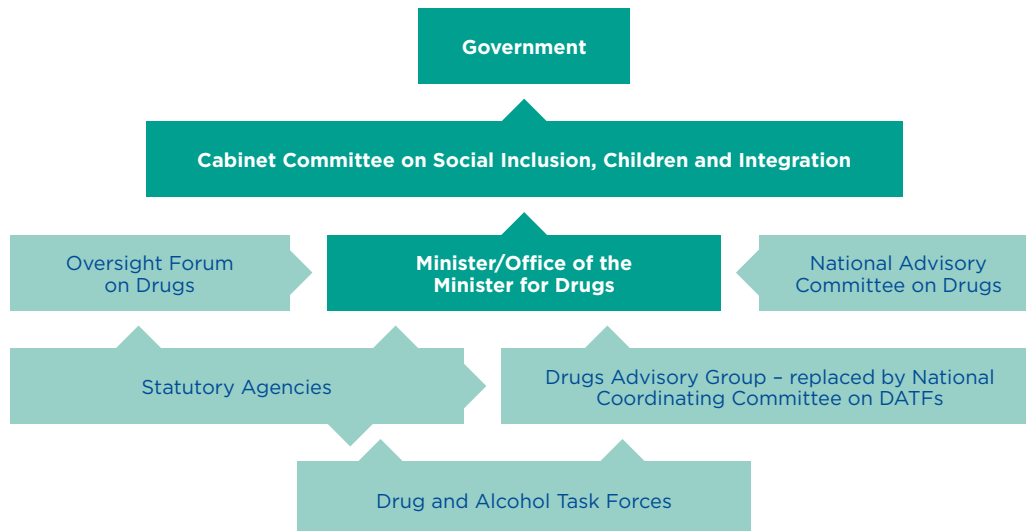 Government
Cabinet Committee on Social Inclusion, Children and Integration
Oversight Forum
on Drugs
Minister/Office of the
Minister for Drugs
National Advisory
Committee on Drugs
Statutory Agencies
Drugs Advisory Group – replaced by National
Coordinating Committee on DATFs
Drug and Alcohol Task Forces